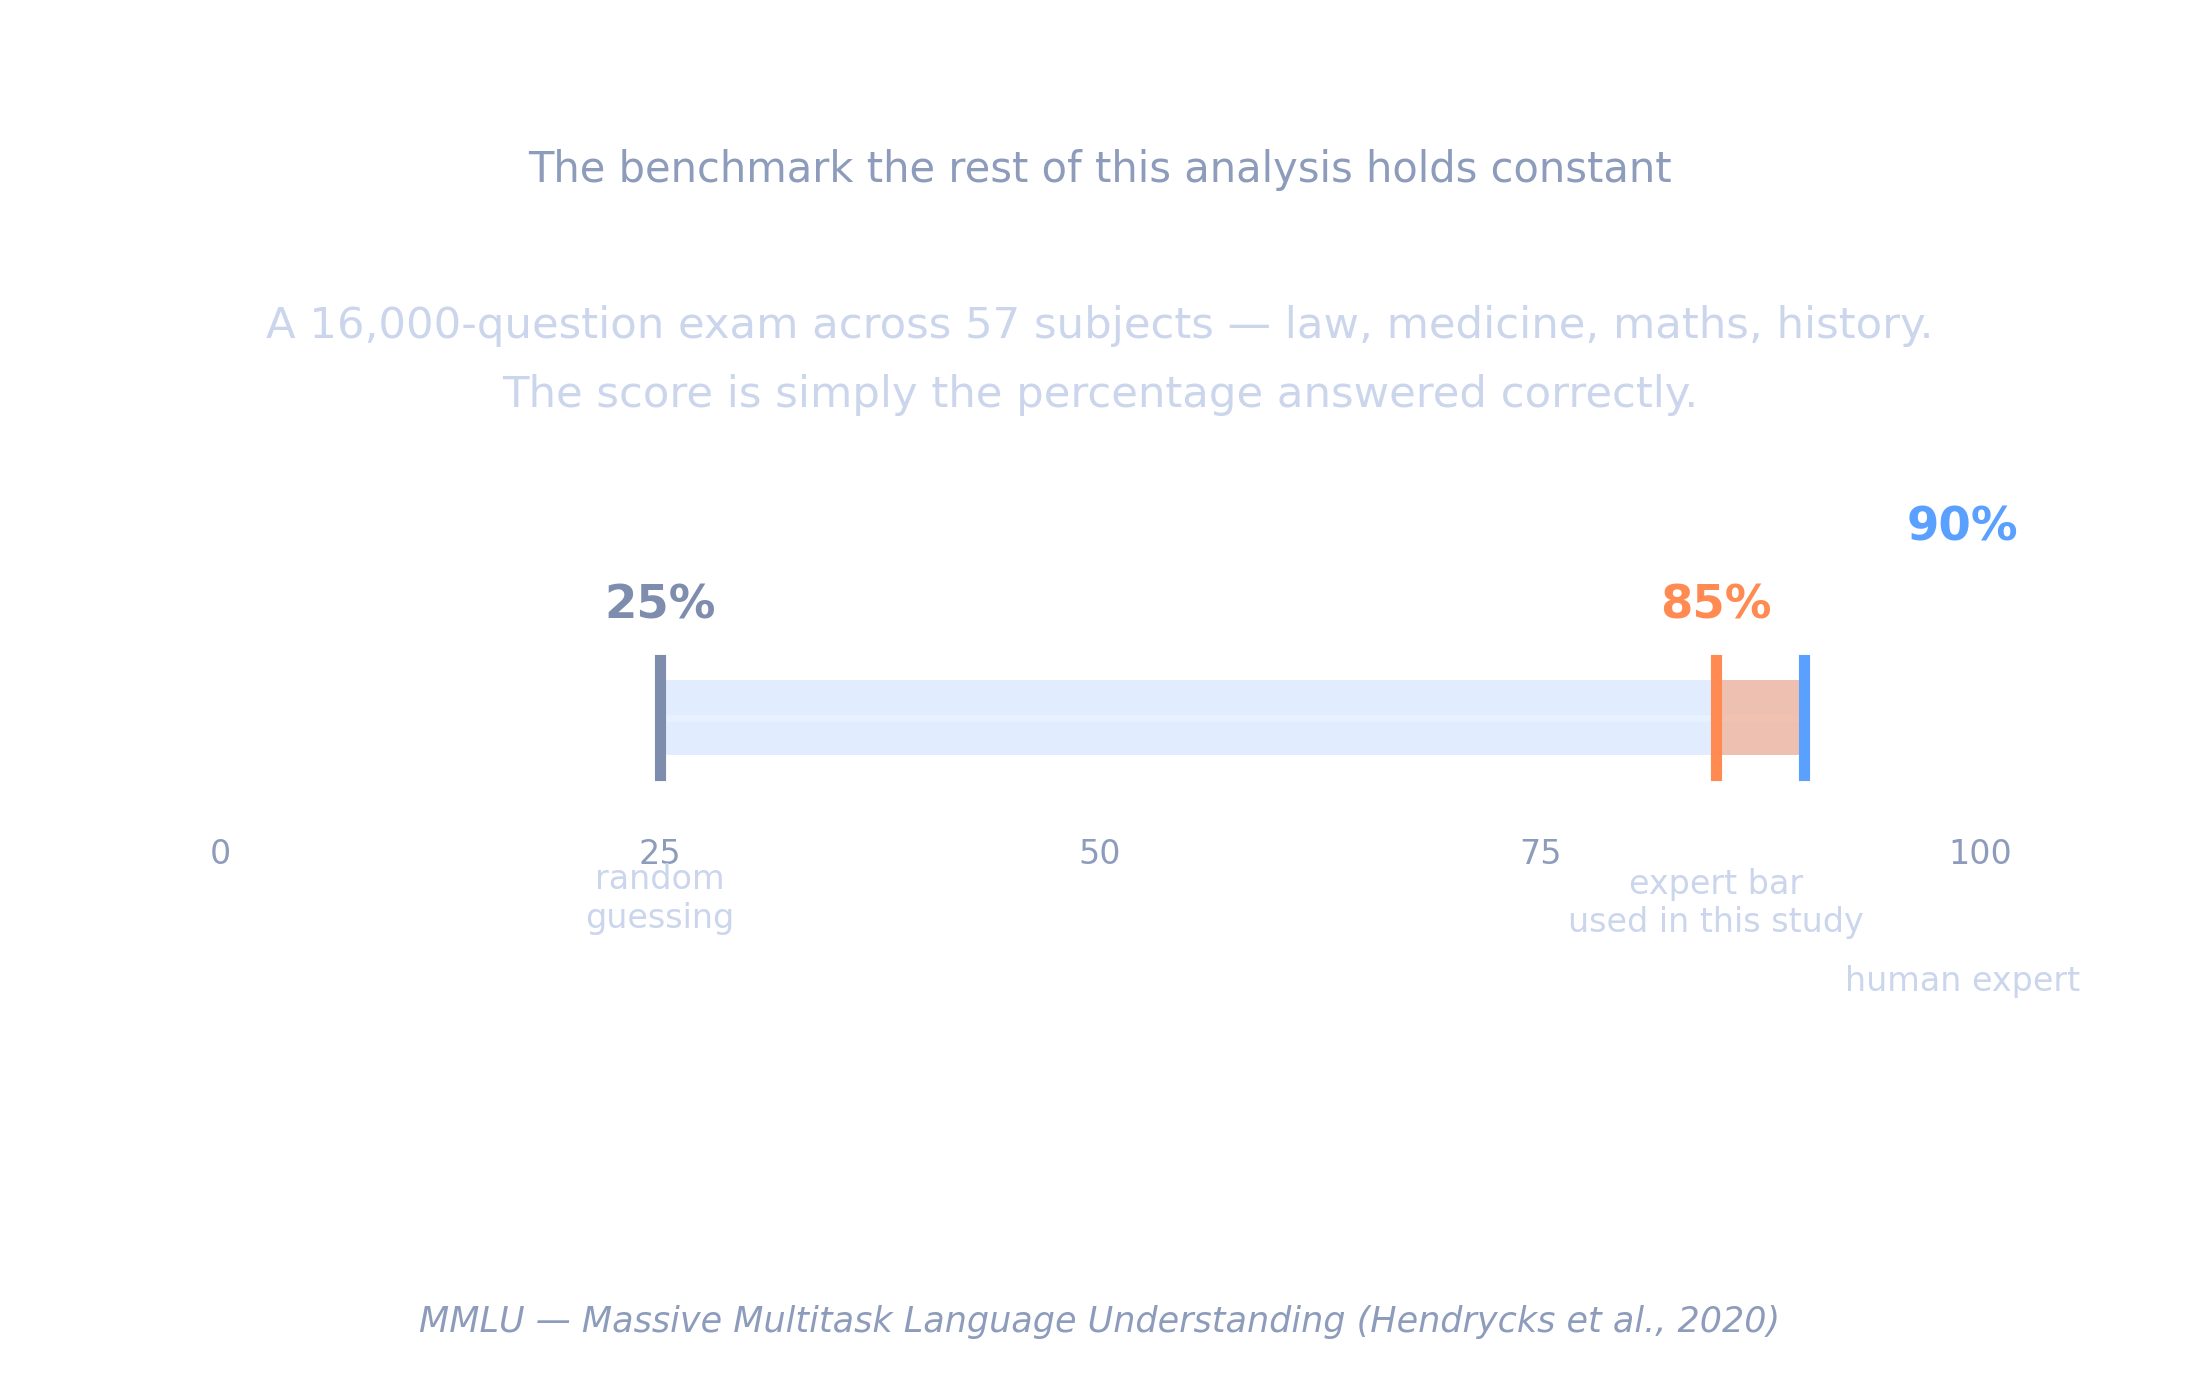 The benchmark the rest of this analysis holds constant
A 16,000-question exam across 57 subjects — law, medicine, maths, history.
The score is simply the percentage answered correctly.
90%
25%
85%
0
25
50
75
100
random
guessing
expert bar
used in this study
human expert
MMLU — Massive Multitask Language Understanding (Hendrycks et al., 2020)